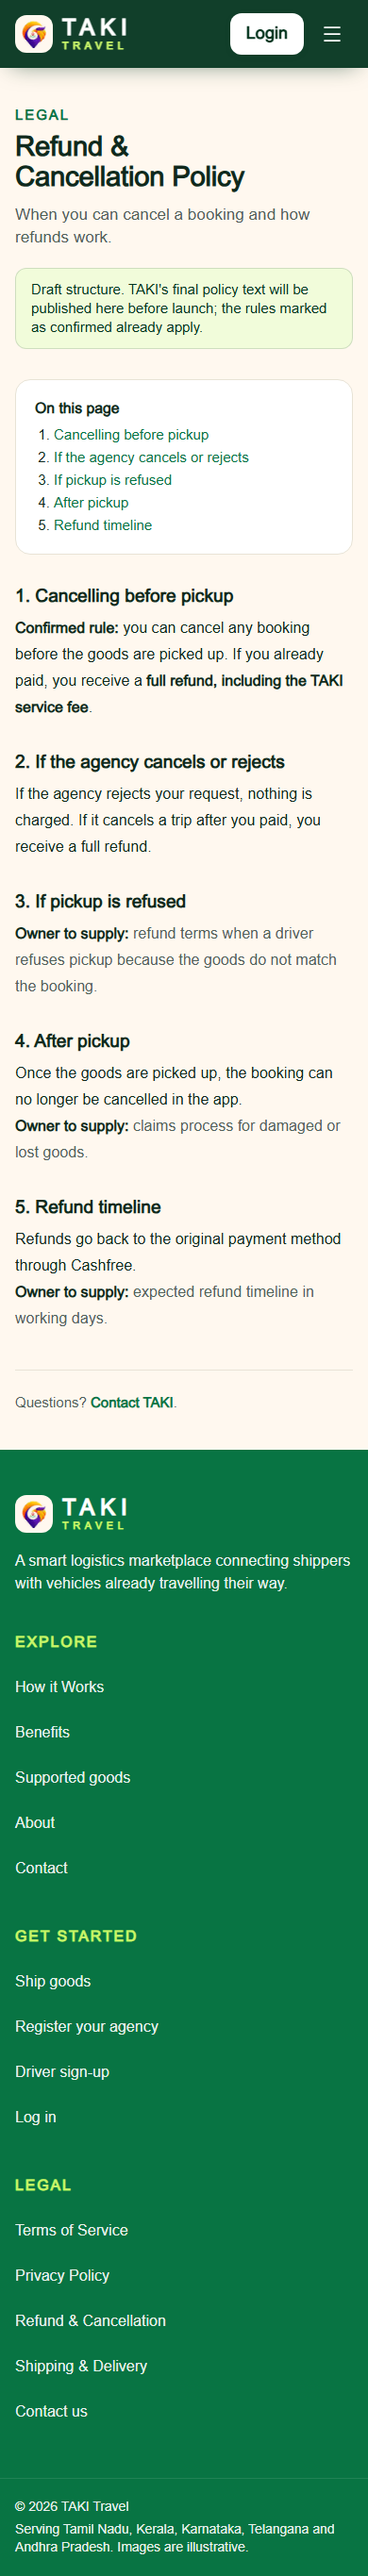 TAKI
TRAVEL
Login
LEGAL
Refund &
Cancellation Policy
When you can cancel a booking and how
refunds work.
Draft structure. TAKI's final policy text will be
published here before launch; the rules marked
as confirmed already apply.
On this page
1. Cancelling before pickup
2. If the agency cancels or rejects
3. If pickup is refused
4. After pickup
5. Refund timeline
1. Cancelling before pickup
Confirmed rule: you can cancel any booking
before the goods are picked up. If you already
paid, you receive a full refund, including the TAKI
service fee.
2. If the agency cancels or rejects
If the agency rejects your request, nothing is
charged. If it cancels a trip after you paid, you
receive a full refund.
3. If pickup is refused
Owner to supply: refund terms when a driver
refuses pickup because the goods do not match
the booking.
4. After pickup
Once the goods are picked up, the booking can
no longer be cancelled in the app.
Owner to supply: claims process for damaged or
lost goods.
5. Refund timeline
Refunds go back to the original payment method
through Cashfree.
Owner to supply: expected refund timeline in
working days.
Questions? Contact TAKI.
TAKI
TRAVEL
A smart logistics marketplace connecting shippers
with vehicles already travelling their way.
EXPLORE
How it Works
Benefits
Supported goods
About
Contact
GET STARTED
Ship goods
Register your agency
Driver sign-up
Log in
LEGAL
Terms of Service
Privacy Policy
Refund & Cancellation
Shipping & Delivery
Contact us
© 2026 TAKI Travel
Serving Tamil Nadu, Kerala, Karnataka, Telangana and
Andhra Pradesh. Images are illustrative.